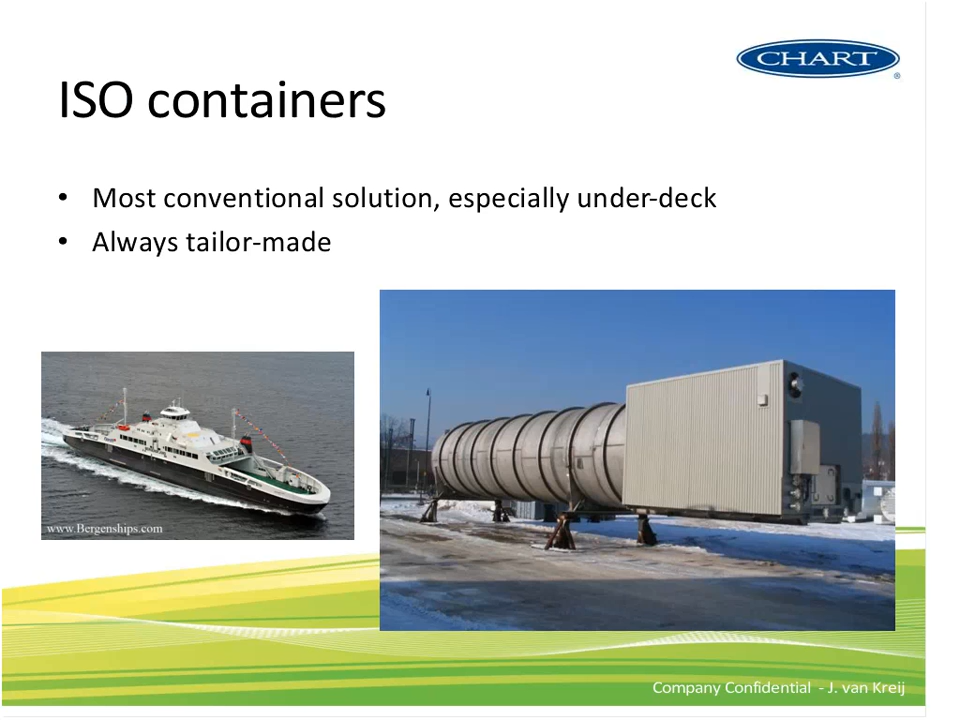 CHART
ISO containers
• Most conventional solution, especially under-deck
• Always tailor-made
www.Bergenships.com
Company Confidential - J. van Kreij